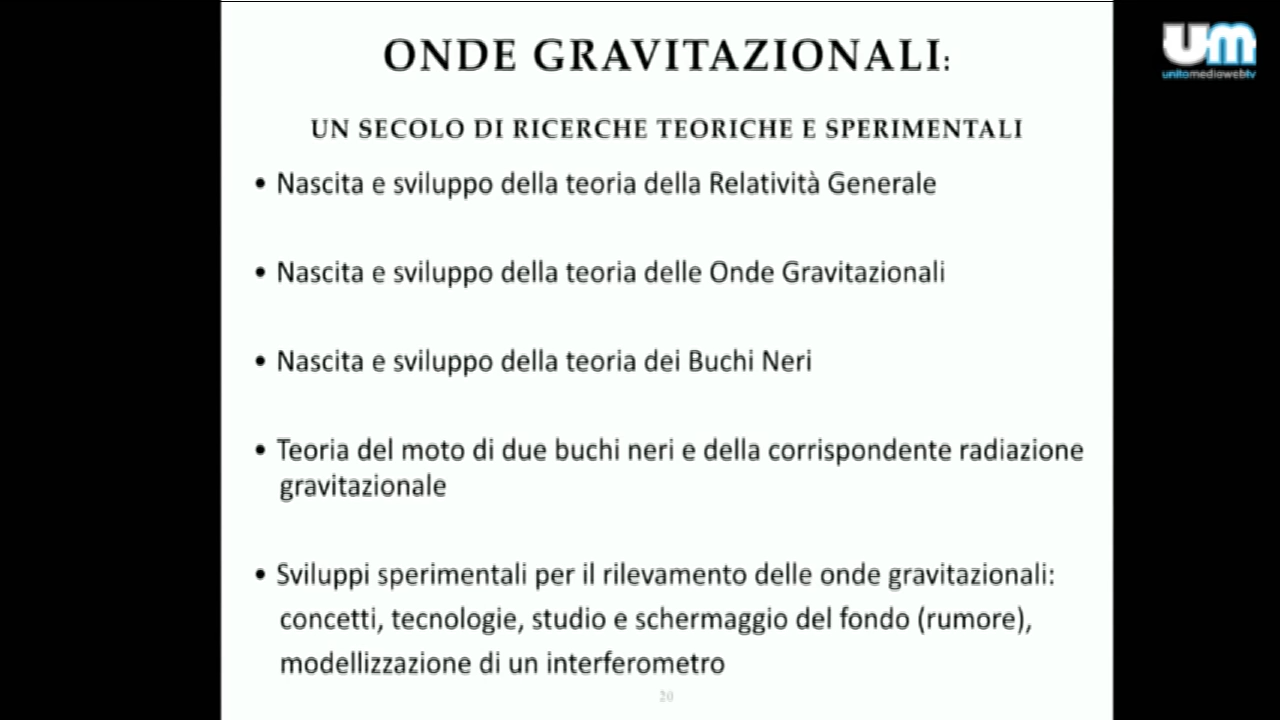 ONDE GRAVITAZIONALI:
UN SECOLO DI RICERCHE TEORICHE E SPERIMENTALI
• Nascita e sviluppo della teoria della Relatività Generale
• Nascita e sviluppo della teoria delle Onde Gravitazionali
• Nascita e sviluppo della teoria dei Buchi Neri
• Teoria del moto di due buchi neri e della corrispondente radiazione
gravitazionale
• Sviluppi sperimentali per il rilevamento delle onde gravitazionali:
concetti, tecnologie, studio e schermaggio del fondo (rumore),
modellizzazione di un interferometro
20
um
unitomediawebtv